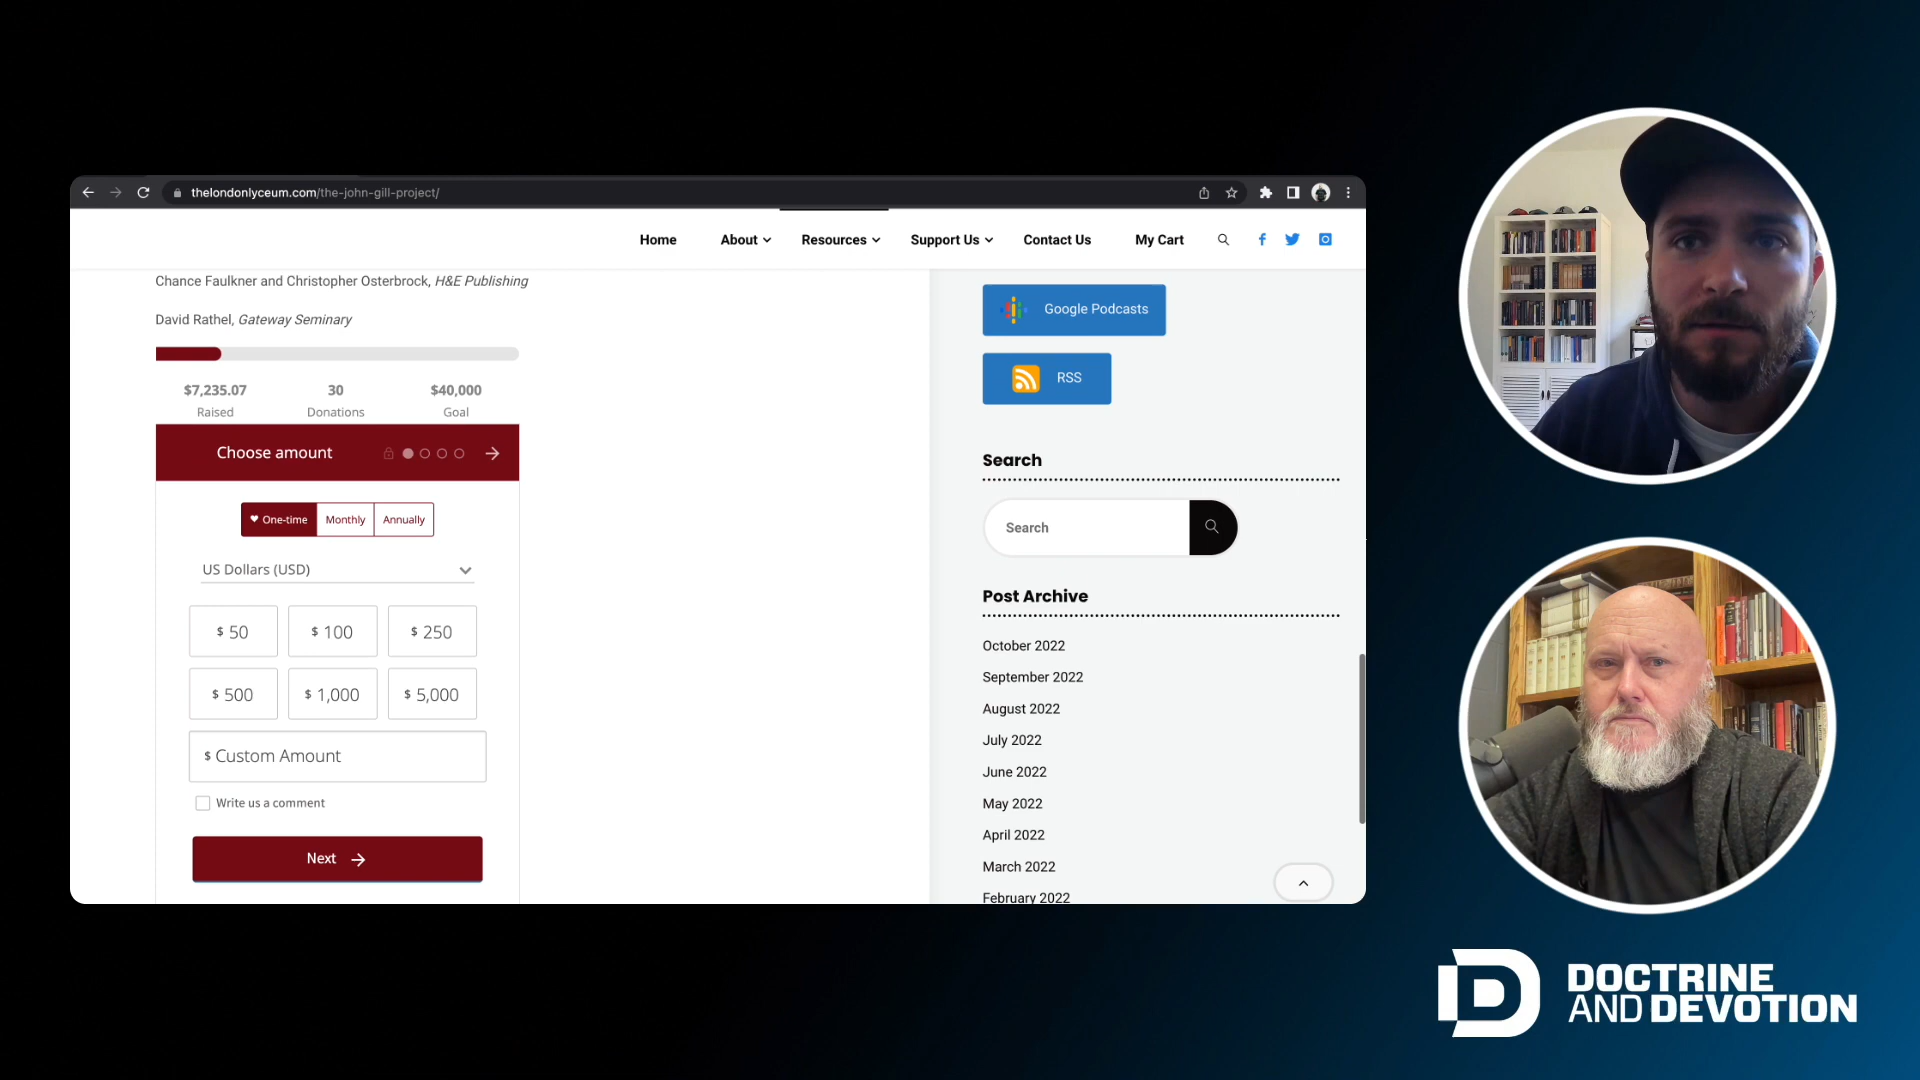 thelondonlyceum.com/the-john-gill-project/
Home About Resources Support Us Contact Us My Cart
Chance Faulkner and Christopher Osterbrock, H&E Publishing
David Rathel, Gateway Seminary
$7,235.07 30 $40,000
Raised Donations Goal
Choose amount
One-time Monthly Annually
US Dollars (USD)
$ 50 $ 100 $ 250
$ 500 $ 1,000 $ 5,000
$ Custom Amount
Write us a comment
Next
Google Podcasts
RSS
Search
Search
Post Archive
October 2022
September 2022
August 2022
July 2022
June 2022
May 2022
April 2022
March 2022
February 2022
DOCTRINE
AND DEVOTION